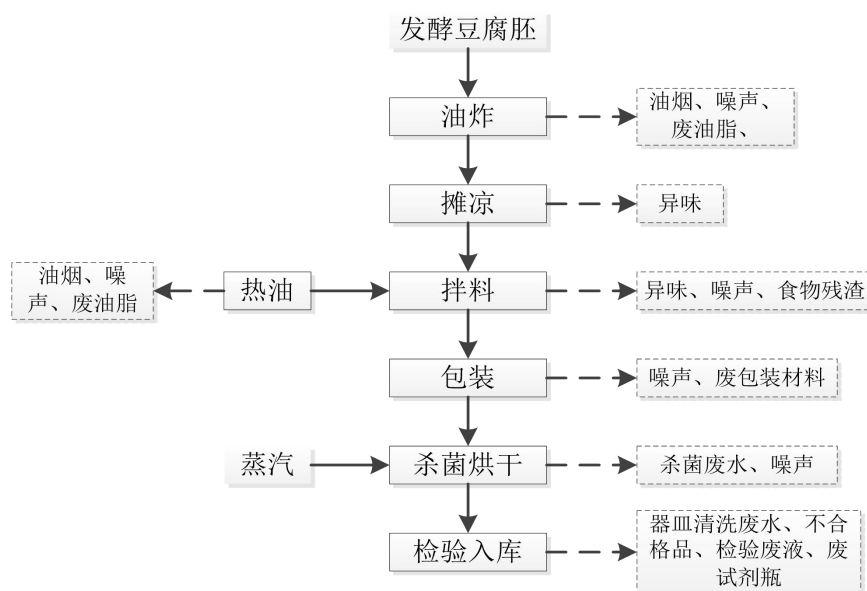 发酵豆腐胚
油炸
油烟、噪声、
废油脂、
摊凉
异味
油烟、噪
声、废油脂
热油
拌料
异味、噪声、食物残渣
包装
噪声、废包装材料
蒸汽
杀菌烘干
杀菌废水、噪声
检验入库
器皿清洗废水、不合
格品、检验废液、废
试剂瓶